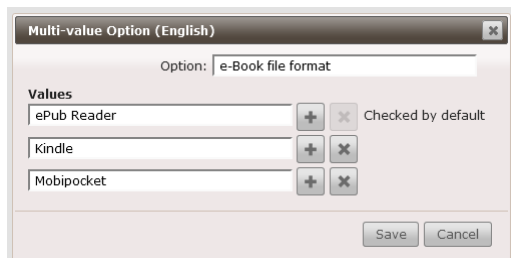 Multi-value Option (English)
Option: e-Book file format
Values
ePub Reader Checked by default
Kindle
Mobipocket
Save Cancel